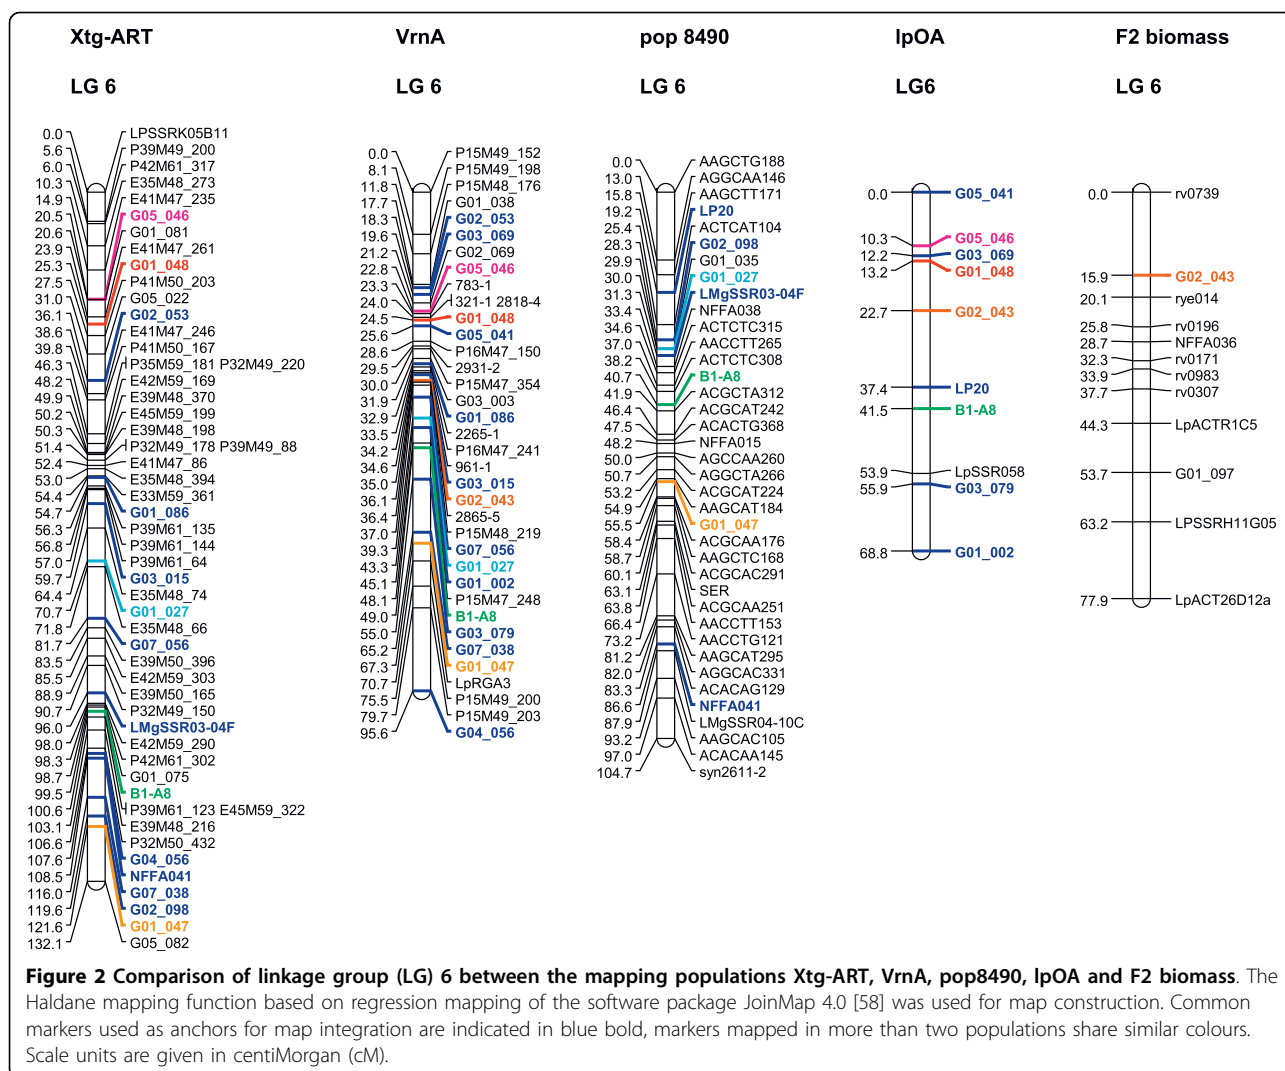 Xtg-ART
VrnA
pop 8490
lpOA
F2 biomass
LG 6
LG 6
LG 6
LG6
LG 6
0.0 LPSSRK05B11
5.6 P39M49_200
6.0 P42M61_317
10.3 E35M48_273
14.9 E41M47_235
20.5 G05_046
20.6 G01_081
23.9 E41M47_261
25.3 G01_048
27.5 P41M50_203
31.0 G05_022
36.1 G02_053
38.6 E41M47_246
39.8 P41M50_167
46.3 P35M59_181 P32M49_220
48.2 E42M59_169
49.9 E39M48_370
50.2 E45M59_199
50.3 E39M48_198
51.4 P32M49_178 P39M49_88
52.4 E41M47_86
53.0 E35M48_394
54.4 E33M59_361
54.7 G01_086
56.3 P39M61_135
56.8 P39M61_144
57.0 P39M61_64
59.7 G03_015
64.4 E35M48_74
70.7 G01_027
71.8 E35M48_66
81.7 G07_056
83.5 E39M50_396
85.5 E42M59_303
88.9 E39M50_165
90.7 P32M49_150
96.0 LMgSSR03-04F
98.0 E42M59_290
98.3 P42M61_302
98.7 G01_075
99.5 B1-A8
100.6 P39M61_123 E45M59_322
103.1 E39M48_216
106.6 P32M50_432
107.6 G04_056
108.5 NFFA041
116.0 G07_038
119.6 G02_098
121.6 G01_047
132.1 G05_082
0.0 P15M49_152
8.1 P15M49_198
11.8 P15M48_176
17.7 G01_038
18.3 G02_053
19.6 G03_069
21.2 G02_069
22.8 G05_046
23.3 783-1
24.0 321-1 2818-4
24.5 G01_048
25.6 G05_041
28.6 P16M47_150
29.5 2931-2
30.0 P15M47_354
31.9 G03_003
32.9 G01_086
33.5 2265-1
34.2 P16M47_241
34.6 961-1
35.0 G03_015
36.1 G02_043
36.4 2865-5
37.0 P15M48_219
39.3 G07_056
43.3 G01_027
45.1 G01_002
48.1 P15M47_248
49.0 B1-A8
55.0 G03_079
65.2 G07_038
67.3 G01_047
70.7 LpRGA3
75.5 P15M49_200
79.7 P15M49_203
95.6 G04_056
0.0 AAGCTG188
13.0 AGGCAA146
15.8 AAGCTT171
19.2 LP20
25.4 ACTCAT104
28.3 G02_098
29.9 G01_035
30.0 G01_027
31.3 LMgSSR03-04F
33.4 NFFA038
34.6 ACTCTC315
37.0 AACCTT265
38.2 ACTCTC308
40.7 B1-A8
41.9 ACGCTA312
46.4 ACGCAT242
47.5 ACACTG368
48.2 NFFA015
50.0 AGCCAA260
50.7 AGGCTA266
53.2 ACGCAT224
54.9 AAGCAT184
55.5 G01_047
58.4 ACGCAA176
58.7 AAGCTC168
60.1 ACGCAC291
63.1 SER
63.8 ACGCAA251
66.4 AACCTT153
73.2 AACCTG121
81.2 AAGCAT295
82.0 AGGCAC331
83.3 ACACAG129
86.6 NFFA041
87.9 LMgSSR04-10C
93.2 AAGCAC105
97.0 ACACAA145
104.7 syn2611-2
0.0 G05_041
10.3 G05_046
12.2 G03_069
13.2 G01_048
22.7 G02_043
37.4 LP20
41.5 B1-A8
53.9 LpSSR058
55.9 G03_079
68.8 G01_002
0.0 rv0739
15.9 G02_043
20.1 rye014
25.8 rv0196
28.7 NFFA036
32.3 rv0171
33.9 rv0983
37.7 rv0307
44.3 LpACTR1C5
53.7 G01_097
63.2 LPSSRH11G05
77.9 LpACT26D12a
Figure 2 Comparison of linkage group (LG) 6 between the mapping populations Xtg-ART, VrnA, pop8490, lpOA and F2 biomass. The
Haldane mapping function based on regression mapping of the software package JoinMap 4.0 [58] was used for map construction. Common
markers used as anchors for map integration are indicated in blue bold, markers mapped in more than two populations share similar colours.
Scale units are given in centiMorgan (cM).